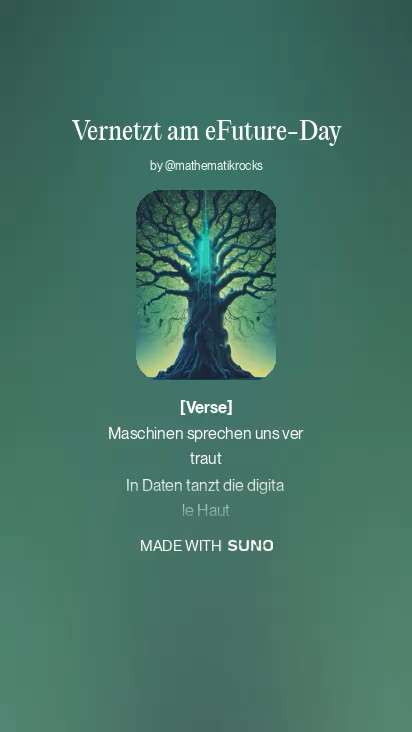 Vernetzt am eFuture-Day
by @mathematikrocks
[Verse]
Maschinen sprechen uns ver
traut
In Daten tanzt die digita
le Haut
MADE WITH SUNO